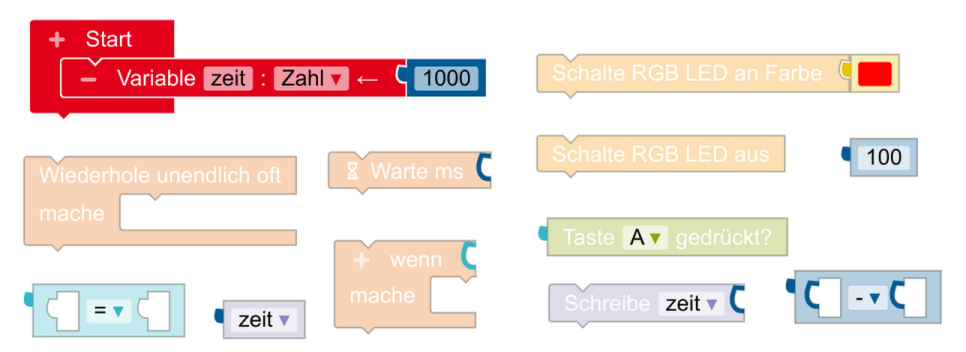 + Start
− Variable zeit : Zahl ▾ ← 1000
Schalte RGB LED an Farbe
Wiederhole unendlich oft
mache
Warte ms
Schalte RGB LED aus
100
+ wenn
mache
Taste A ▾ gedrückt?
= ▾
zeit ▾
Schreibe zeit ▾
- ▾